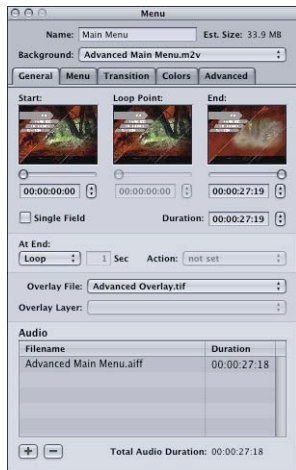 Menu
Name: Main Menu Est. Size: 33.9 MB
Background: Advanced Main Menu.m2v
General Menu Transition Colors Advanced
Start: Loop Point: End:
00:00:00:00 00:00:00:00 00:00:27:19
Single Field Duration: 00:00:27:19
At End:
Loop 1 Sec Action: not set
Overlay File: Advanced Overlay.tif
Overlay Layer:
Audio
Filename Duration
Advanced Main Menu.aiff 00:00:27:18
Total Audio Duration: 00:00:27:18